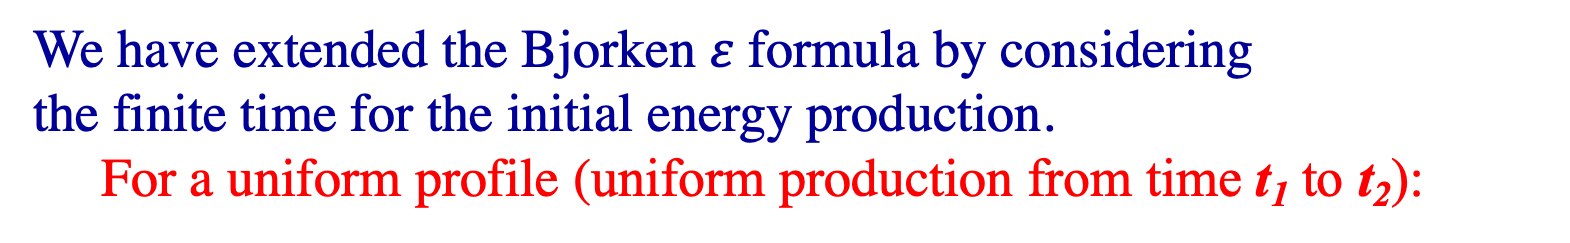 We have extended the Bjorken ε formula by considering
the finite time for the initial energy production.
For a uniform profile (uniform production from time t₁ to t₂):